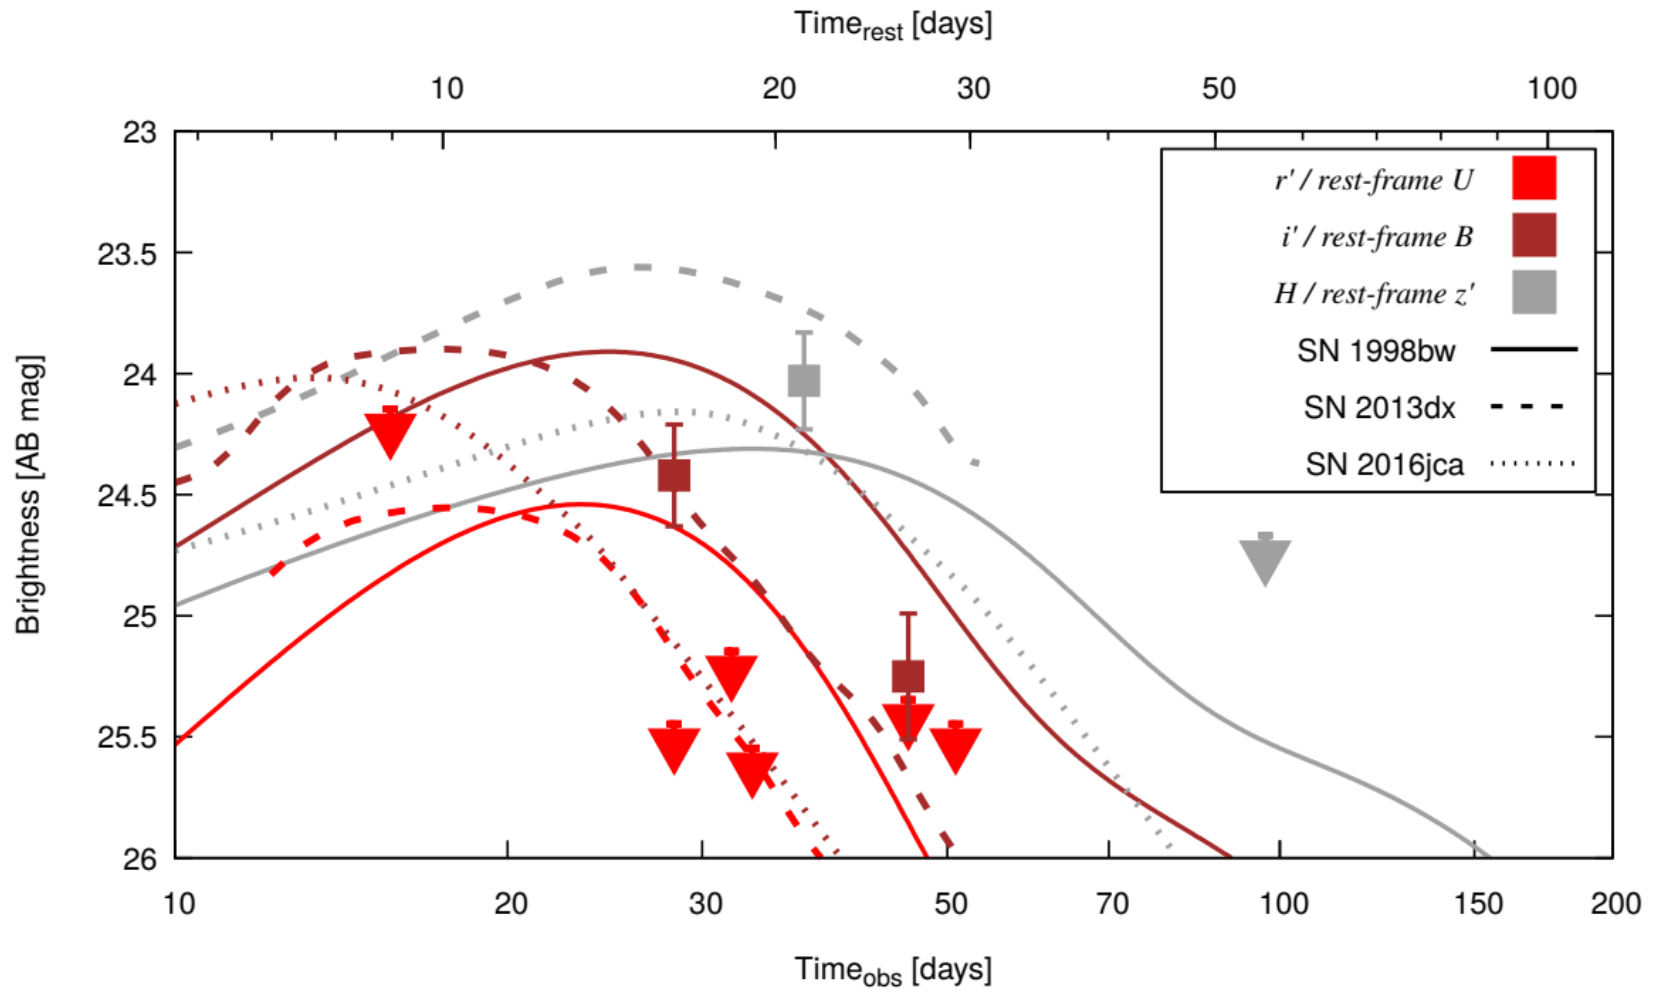 Time_rest [days]
10 20 30 50 100
23
23.5
24
24.5
25
25.5
26
Brightness [AB mag]
r' / rest-frame U
i' / rest-frame B
H / rest-frame z'
SN 1998bw
SN 2013dx
SN 2016jca
10 20 30 50 70 100 150 200
Time_obs [days]